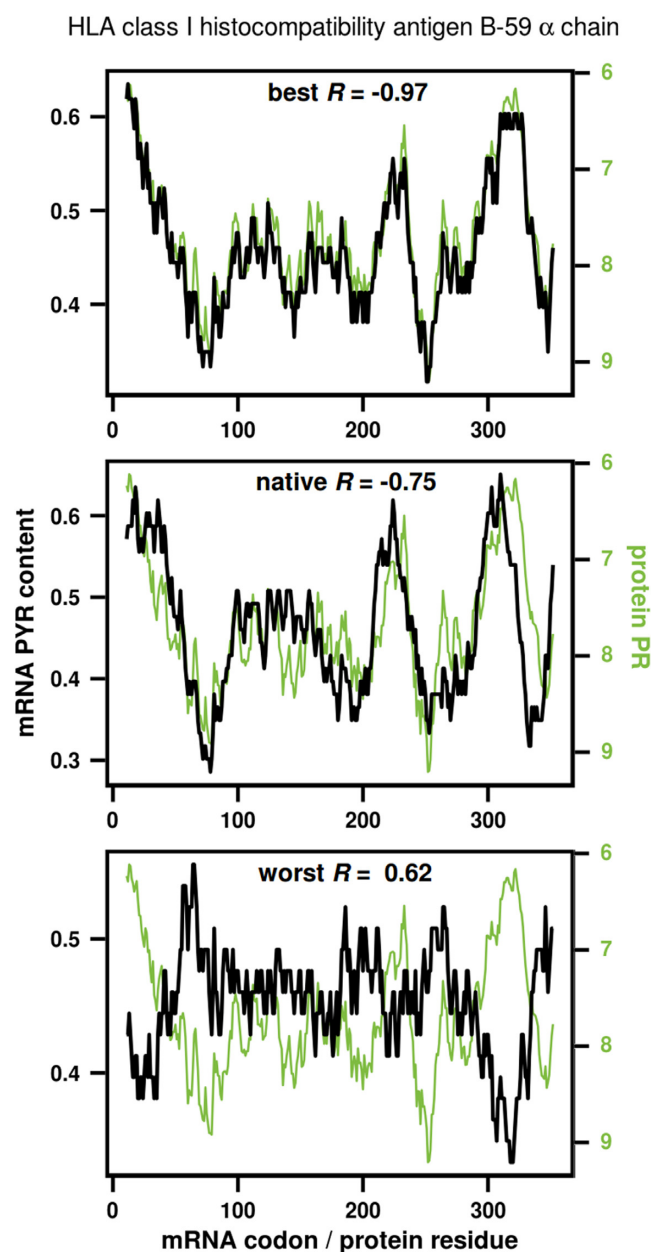 HLA class I histocompatibility antigen B-59 α chain
best R = -0.97
0.6
0.5
0.4
6
7
8
9
0 100 200 300
native R = -0.75
0.6
0.5
0.4
0.3
6
7
8
9
0 100 200 300
mRNA PYR content
protein PR
worst R = 0.62
0.5
0.4
6
7
8
9
0 100 200 300
mRNA codon / protein residue